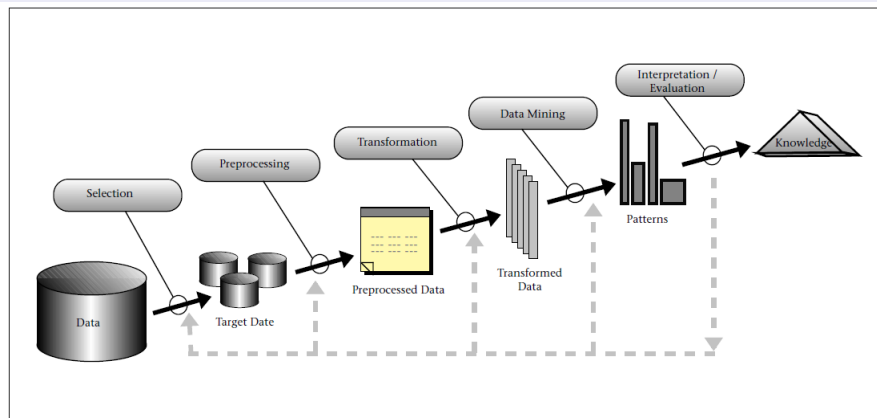 Interpretation /
Evaluation
Data Mining
Transformation
Preprocessing
Selection
Knowledge
Patterns
Transformed
Data
Preprocessed Data
Target Date
Data